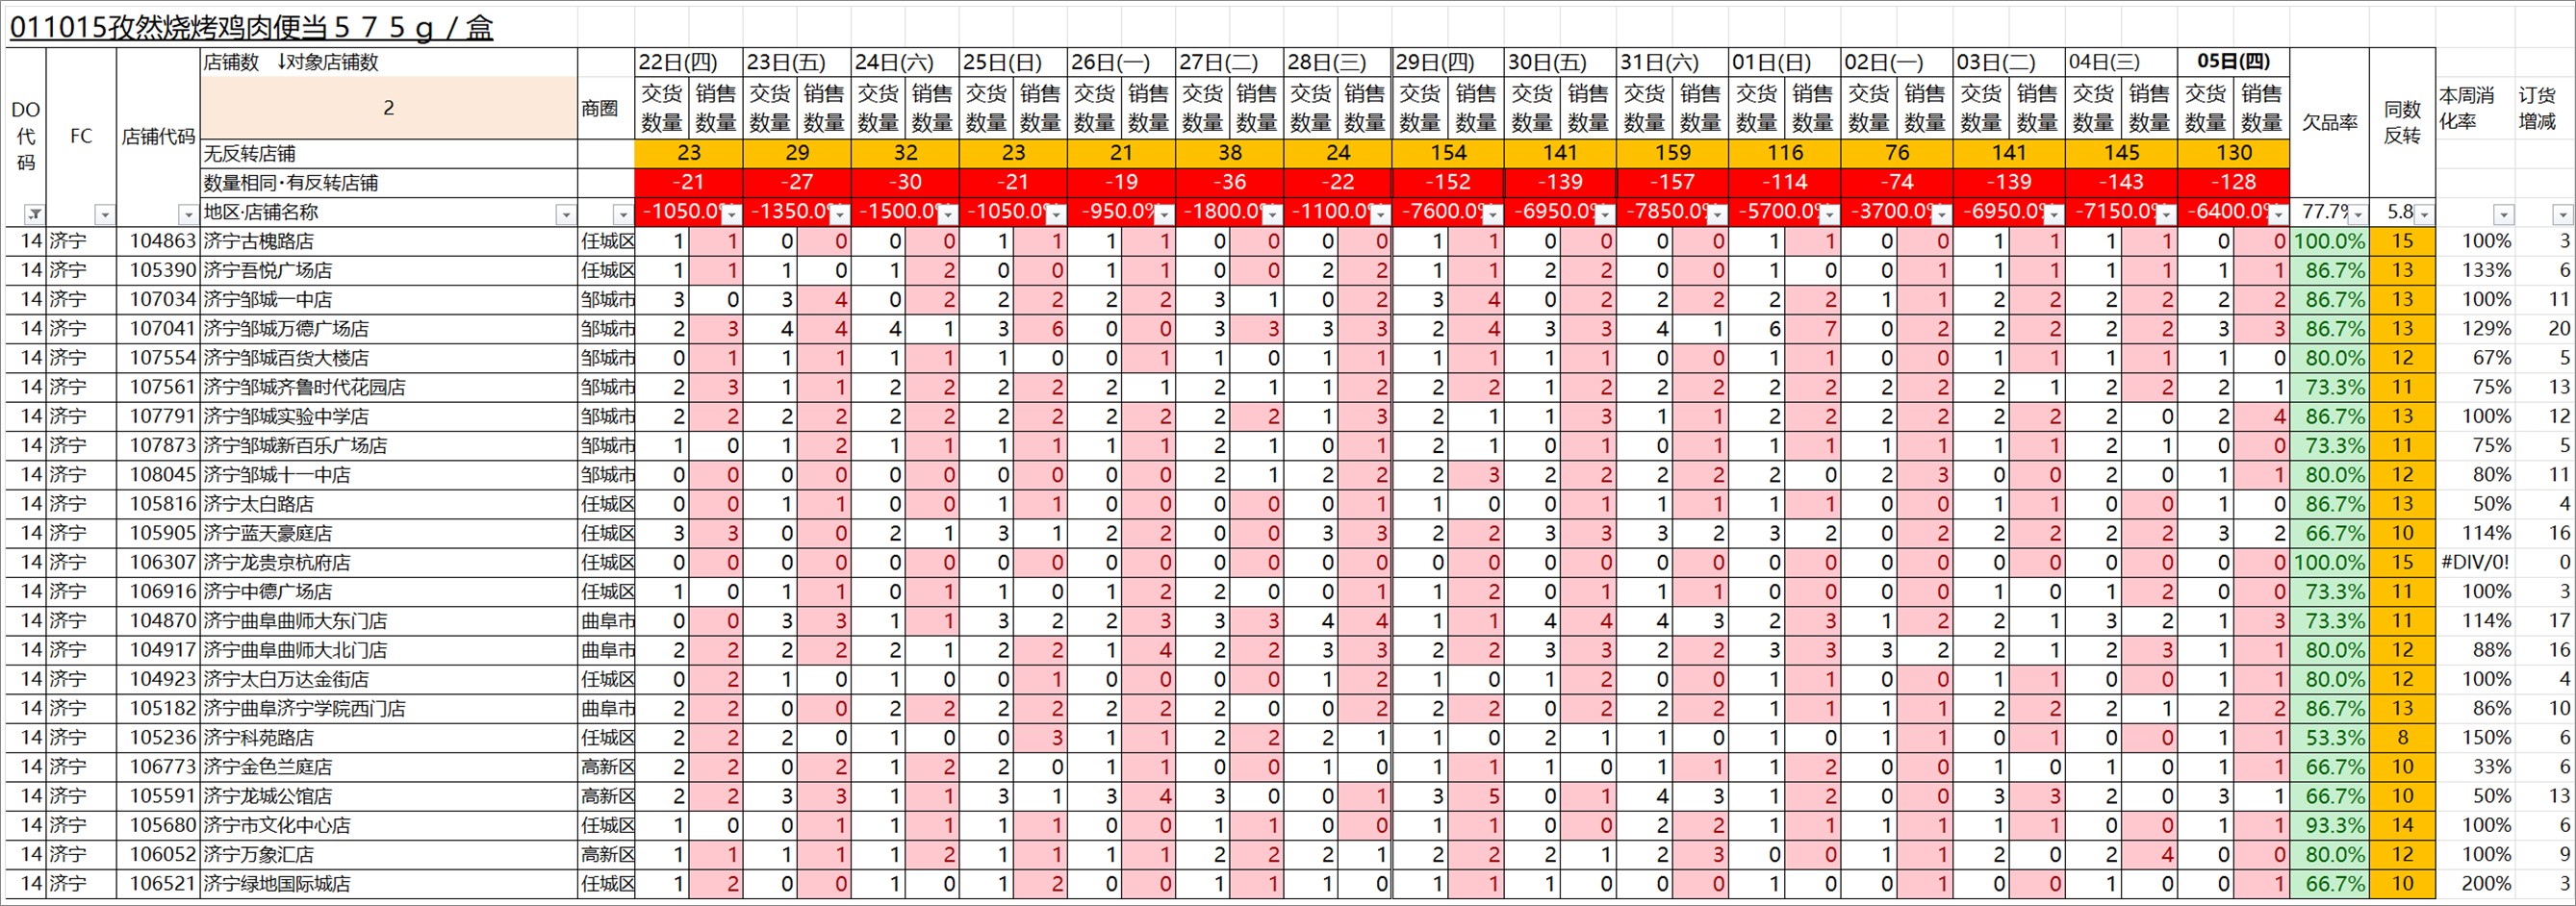 011015孜然烧烤鸡肉便当５７５ｇ／盒
DO代码 FC 店铺代码 店铺数 ↓对象店铺数 商圈 22日(四) 23日(五) 24日(六) 25日(日) 26日(一) 27日(二) 28日(三) 29日(四) 30日(五) 31日(六) 01日(日) 02日(一) 03日(二) 04日(三) 05日(四) 欠品率 同数反转 本周消化率 订货增减
2 交货数量 销售数量 交货数量 销售数量 交货数量 销售数量 交货数量 销售数量 交货数量 销售数量 交货数量 销售数量 交货数量 销售数量 交货数量 销售数量 交货数量 销售数量 交货数量 销售数量 交货数量 销售数量 交货数量 销售数量 交货数量 销售数量 交货数量 销售数量 交货数量 销售数量
无反转店铺 23 29 32 23 21 38 24 154 141 159 116 76 141 145 130
数量相同·有反转店铺 -21 -27 -30 -21 -19 -36 -22 -152 -139 -157 -114 -74 -139 -143 -128
地区·店铺名称 -1050.0% -1350.0% -1500.0% -1050.0% -950.0% -1800.0% -1100.0% -7600.0% -6950.0% -7850.0% -5700.0% -3700.0% -6950.0% -7150.0% -6400.0% 77.7% 5.8
14 济宁 104863 济宁古槐路店 任城区 1 1 0 0 0 0 1 1 1 1 0 0 0 0 1 1 0 0 0 0 1 1 0 0 1 1 1 1 0 0 100.0% 15 100% 3
14 济宁 105390 济宁吾悦广场店 任城区 1 1 1 0 1 2 0 0 1 1 0 0 2 2 1 1 2 2 0 0 1 0 0 1 1 1 1 1 1 1 86.7% 13 133% 6
14 济宁 107034 济宁邹城一中店 邹城市 3 0 3 4 0 2 2 2 2 2 3 1 0 2 3 4 0 2 2 2 2 2 1 1 2 2 2 2 2 2 86.7% 13 100% 11
14 济宁 107041 济宁邹城万德广场店 邹城市 2 3 4 4 4 1 3 6 0 0 3 3 3 3 2 4 3 3 4 1 6 7 0 2 2 2 2 2 3 3 86.7% 13 129% 20
14 济宁 107554 济宁邹城百货大楼店 邹城市 0 1 1 1 1 1 1 0 0 1 1 0 1 1 1 1 1 1 0 0 1 1 0 0 1 1 1 1 1 0 80.0% 12 67% 5
14 济宁 107561 济宁邹城齐鲁时代花园店 邹城市 2 3 1 1 2 2 2 2 2 1 2 1 1 2 2 2 1 2 2 2 2 2 2 2 2 1 2 2 2 1 73.3% 11 75% 13
14 济宁 107791 济宁邹城实验中学店 邹城市 2 2 2 2 2 2 2 2 2 2 2 2 1 3 2 1 1 3 1 1 2 2 2 2 2 2 2 0 2 4 86.7% 13 100% 12
14 济宁 107873 济宁邹城新百乐广场店 邹城市 1 0 1 2 1 1 1 1 1 1 2 1 0 1 2 1 0 1 0 1 1 1 1 1 1 1 2 1 0 0 73.3% 11 75% 5
14 济宁 108045 济宁邹城十一中店 邹城市 0 0 0 0 0 0 0 0 0 0 2 1 2 2 2 3 2 2 2 2 2 0 2 3 0 0 2 0 1 1 80.0% 12 80% 11
14 济宁 105816 济宁太白路店 任城区 0 0 1 1 0 0 1 1 0 0 0 0 0 1 1 0 0 1 1 1 1 1 0 0 1 1 0 0 1 0 86.7% 13 50% 4
14 济宁 105905 济宁蓝天豪庭店 任城区 3 3 0 0 2 1 3 1 2 2 0 0 3 3 2 2 3 3 3 2 3 2 0 2 2 2 2 2 3 2 66.7% 10 114% 16
14 济宁 106307 济宁龙贵京杭府店 任城区 0 0 0 0 0 0 0 0 0 0 0 0 0 0 0 0 0 0 0 0 0 0 0 0 0 0 0 0 0 0 100.0% 15 #DIV/0! 0
14 济宁 106916 济宁中德广场店 任城区 1 0 1 1 0 1 1 0 1 2 2 0 0 1 1 2 0 1 1 1 0 0 0 0 1 0 1 2 0 0 73.3% 11 100% 3
14 济宁 104870 济宁曲阜曲师大东门店 曲阜市 0 0 3 3 1 1 3 2 2 3 3 3 4 4 1 1 4 4 4 3 2 3 1 2 2 1 3 2 1 3 73.3% 11 114% 17
14 济宁 104917 济宁曲阜曲师大北门店 曲阜市 2 2 2 2 2 1 2 2 1 4 2 2 3 3 2 2 3 3 2 2 3 3 3 2 2 1 2 3 1 1 80.0% 12 88% 16
14 济宁 104923 济宁太白万达金街店 任城区 0 2 1 0 1 0 0 1 0 0 0 0 1 2 1 0 1 2 0 0 1 1 0 0 1 1 0 0 1 1 80.0% 12 100% 4
14 济宁 105182 济宁曲阜济宁学院西门店 曲阜市 2 2 0 0 2 2 2 2 2 2 2 0 0 2 2 2 0 2 2 2 1 1 1 1 2 2 2 1 2 2 86.7% 13 86% 10
14 济宁 105236 济宁科苑路店 任城区 2 2 2 0 1 0 0 3 1 1 2 2 2 1 1 0 2 1 1 0 1 0 0 1 0 1 0 0 1 1 53.3% 8 150% 6
14 济宁 106773 济宁金色兰庭店 高新区 2 2 0 2 1 2 2 0 1 1 0 0 1 0 1 1 1 0 1 1 1 2 0 0 1 0 1 0 1 1 66.7% 10 33% 6
14 济宁 105591 济宁龙城公馆店 高新区 2 2 3 3 1 1 3 1 3 4 3 0 0 1 3 5 0 1 4 3 1 2 0 0 3 3 2 0 3 1 66.7% 10 50% 13
14 济宁 105680 济宁市文化中心店 任城区 1 0 0 1 1 1 1 1 0 0 1 1 0 0 1 1 0 0 2 2 1 1 1 1 1 1 0 0 1 1 93.3% 14 100% 6
14 济宁 106052 济宁万象汇店 高新区 1 1 1 1 1 2 1 1 1 1 2 2 2 1 2 2 2 1 2 3 0 0 1 1 2 0 2 4 0 0 80.0% 12 100% 9
14 济宁 106521 济宁绿地国际城店 任城区 1 2 0 0 1 0 1 2 0 0 1 1 1 0 1 1 1 0 0 0 1 0 0 1 0 0 1 0 0 1 66.7% 10 200% 3